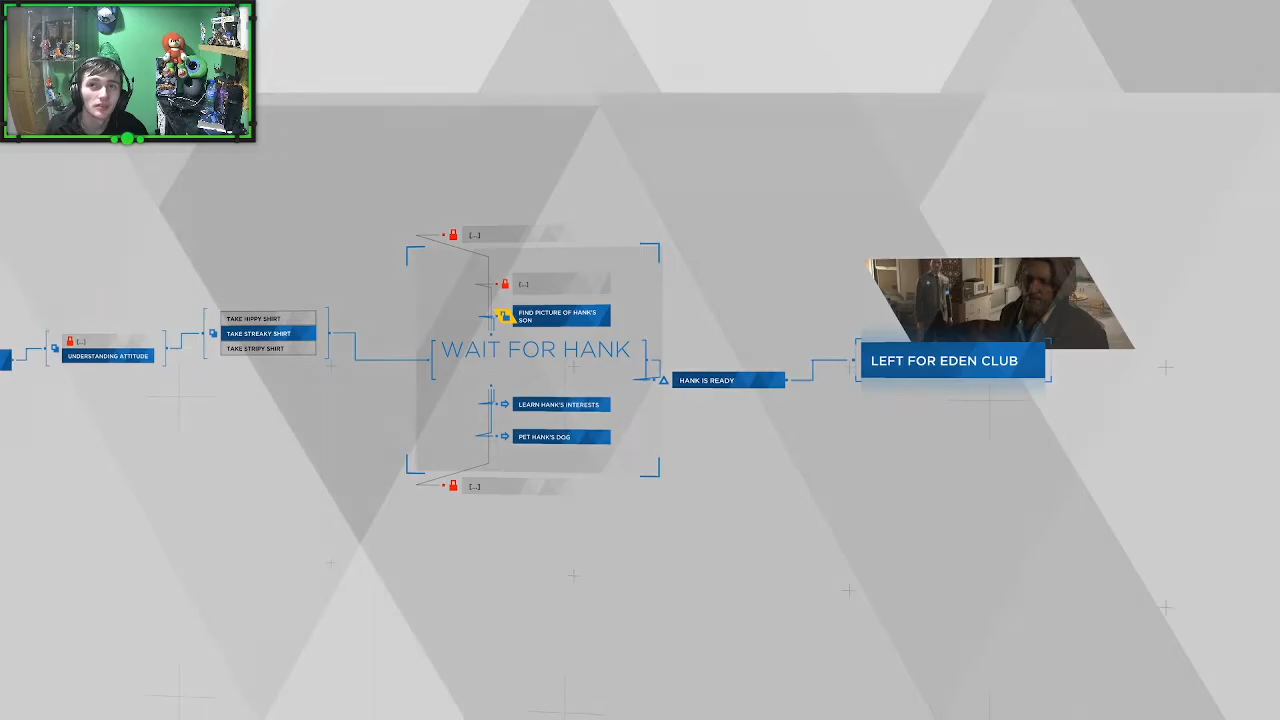 [...]
UNDERSTANDING ATTITUDE
TAKE HIPPY SHIRT
TAKE STREAKY SHIRT
TAKE STRIPY SHIRT
[...]
[...]
FIND PICTURE OF HANK'S
SON
WAIT FOR HANK
LEARN HANK'S INTERESTS
PET HANK'S DOG
[...]
HANK IS READY
LEFT FOR EDEN CLUB